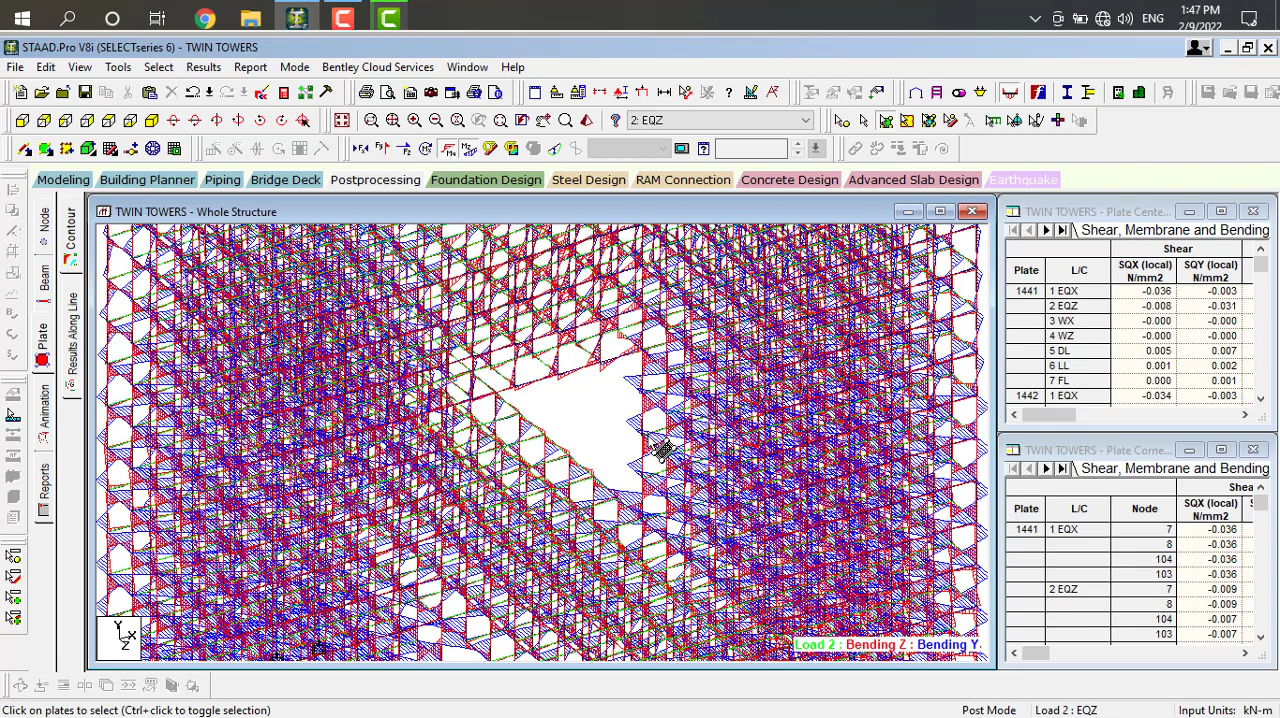 1:47 PM
ENG
2/9/2022
STAAD.Pro V8i (SELECTseries 6) - TWIN TOWERS
File Edit View Tools Select Results Report Mode Bentley Cloud Services Window Help
2: EQZ
Modeling Building Planner Piping Bridge Deck Postprocessing Foundation Design Steel Design RAM Connection Concrete Design Advanced Slab Design Earthquake
Node
Beam
Plate
Animation
Reports
Contour
Results Along Line
TWIN TOWERS - Whole Structure
Y
X
Z
Load 2 : Bending Z : Bending Y
TWIN TOWERS - Plate Cente...
Shear, Membrane and Bending
Shear
Plate L/C SQX (local) N/mm2 SQY (local) N/mm2
1441 1 EQX -0.036 -0.003
2 EQZ -0.008 -0.031
3 WX -0.000 -0.000
4 WZ -0.000 -0.000
5 DL 0.005 0.007
6 LL 0.001 0.002
7 FL 0.000 0.001
1442 1 EQX -0.034 -0.003
TWIN TOWERS - Plate Corne...
Shear, Membrane and Bending
Shea
Plate L/C Node SQX (local) N/mm2
1441 1 EQX 7 -0.036
8 -0.036
104 -0.036
103 -0.036
2 EQZ 7 -0.009
8 -0.009
104 -0.007
103 -0.007
Click on plates to select (Ctrl+click to toggle selection)
Post Mode
Load 2 : EQZ
Input Units: kN-m